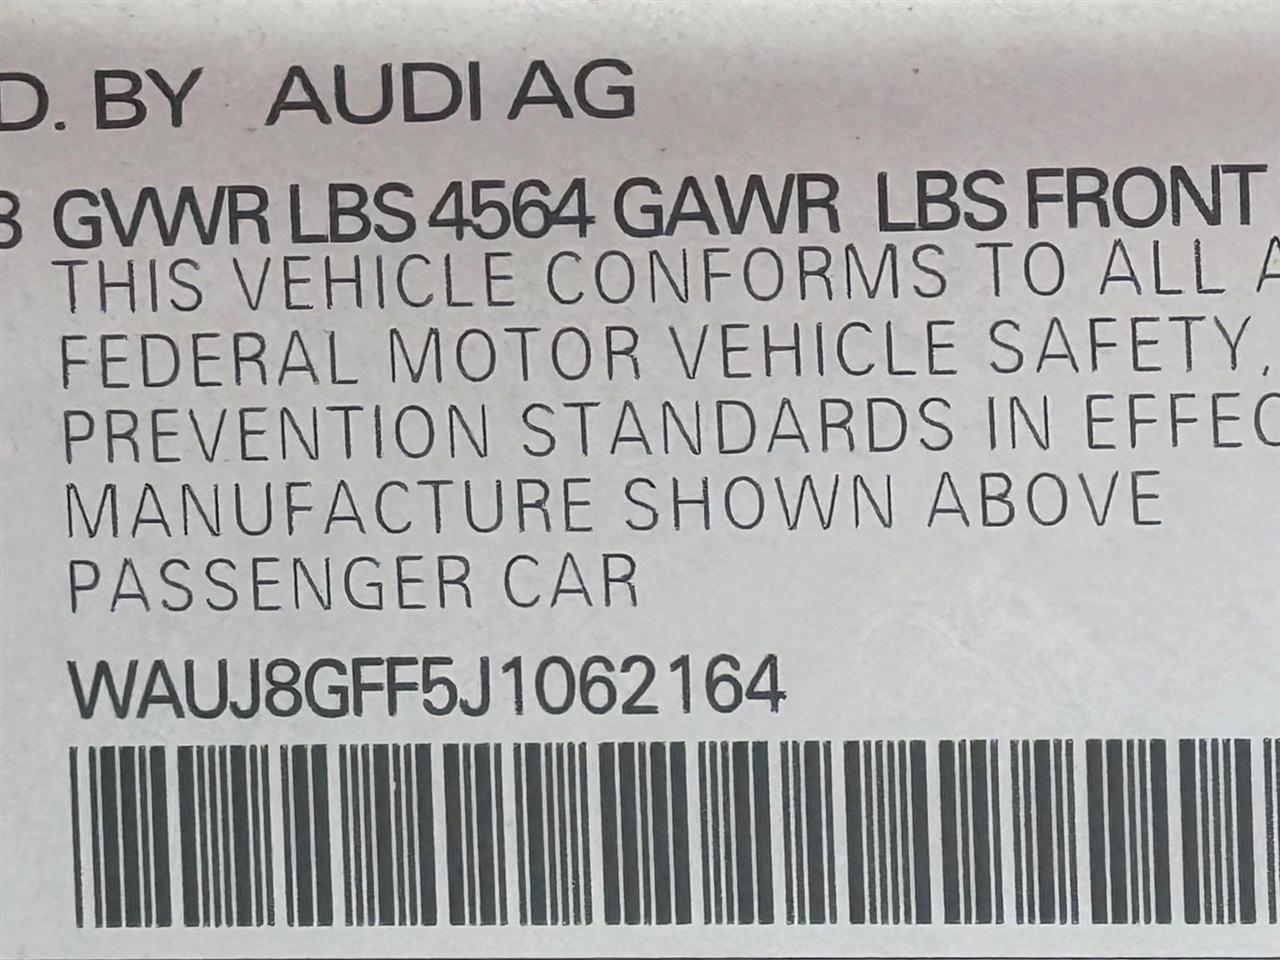 D. BY AUDI AG
8 GVWR LBS 4564 GAWR LBS FRONT
THIS VEHICLE CONFORMS TO ALL A
FEDERAL MOTOR VEHICLE SAFETY,
PREVENTION STANDARDS IN EFFEC
MANUFACTURE SHOWN ABOVE
PASSENGER CAR
WAUJ8GFF5J1062164